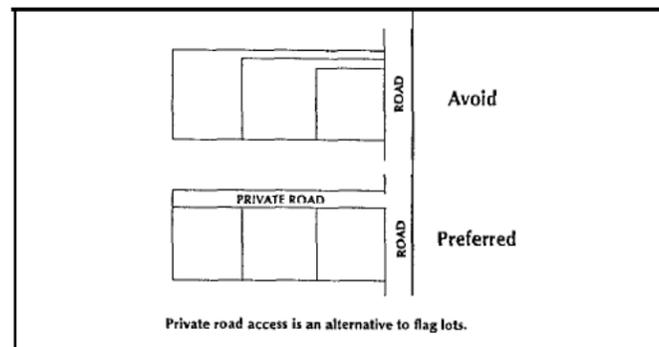 ROAD
Avoid
PRIVATE ROAD
ROAD
Preferred
Private road access is an alternative to flag lots.